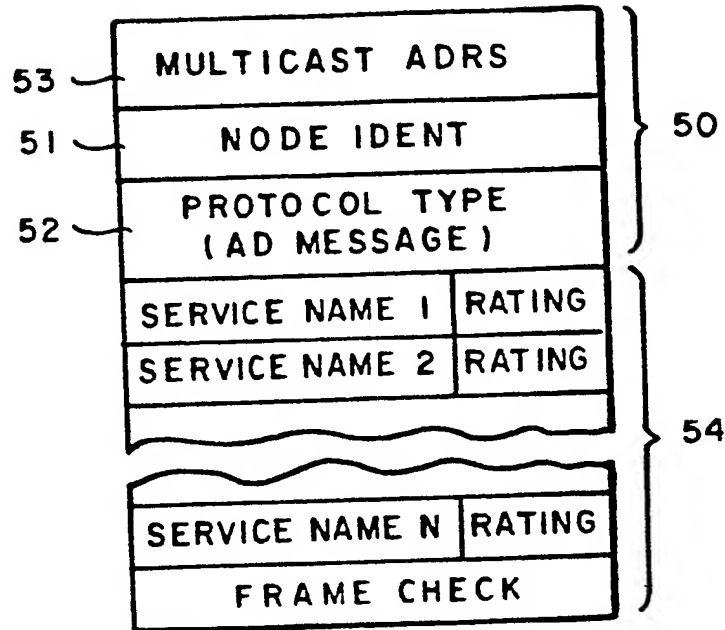 53 MULTICAST ADRS
50
51 NODE IDENT
52 PROTOCOL TYPE
(AD MESSAGE)
SERVICE NAME 1 RATING
SERVICE NAME 2 RATING
54
SERVICE NAME N RATING
FRAME CHECK